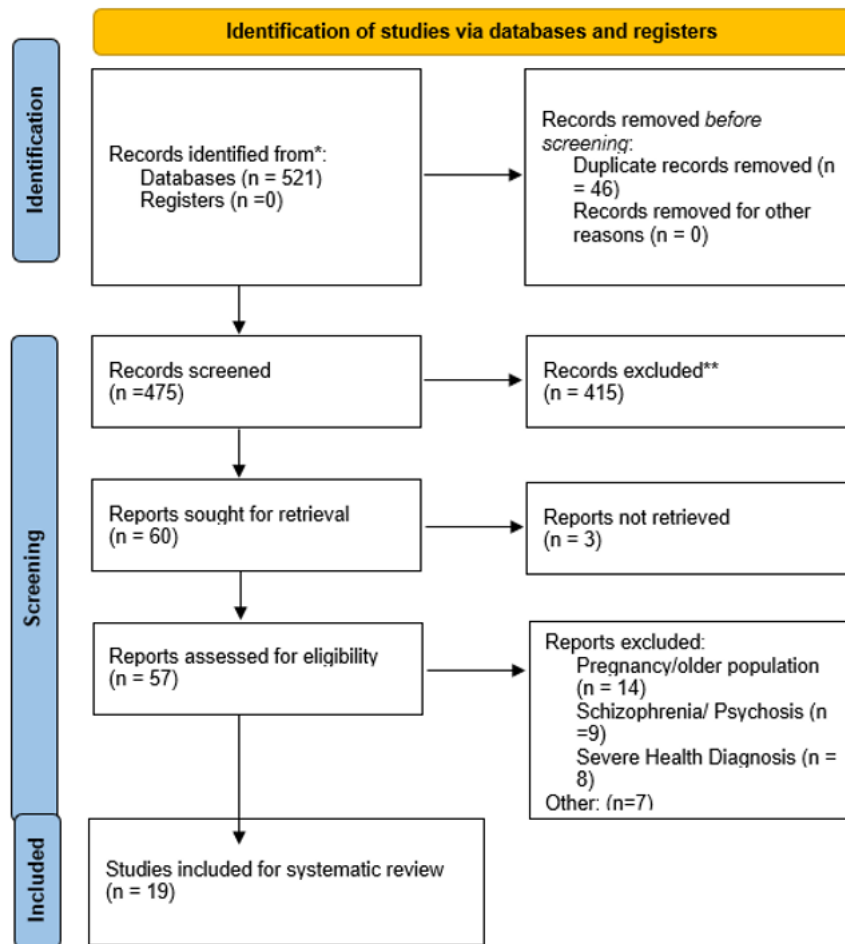 Identification of studies via databases and registers
Identification
Records identified from*:
Databases (n = 521)
Registers (n =0)
Records removed before
screening:
Duplicate records removed (n
= 46)
Records removed for other
reasons (n = 0)
Screening
Records screened
(n =475)
Records excluded**
(n = 415)
Reports sought for retrieval
(n = 60)
Reports not retrieved
(n = 3)
Reports assessed for eligibility
(n = 57)
Reports excluded:
Pregnancy/older population
(n = 14)
Schizophrenia/ Psychosis (n
=9)
Severe Health Diagnosis (n =
8)
Other: (n=7)
Included
Studies included for systematic review
(n = 19)